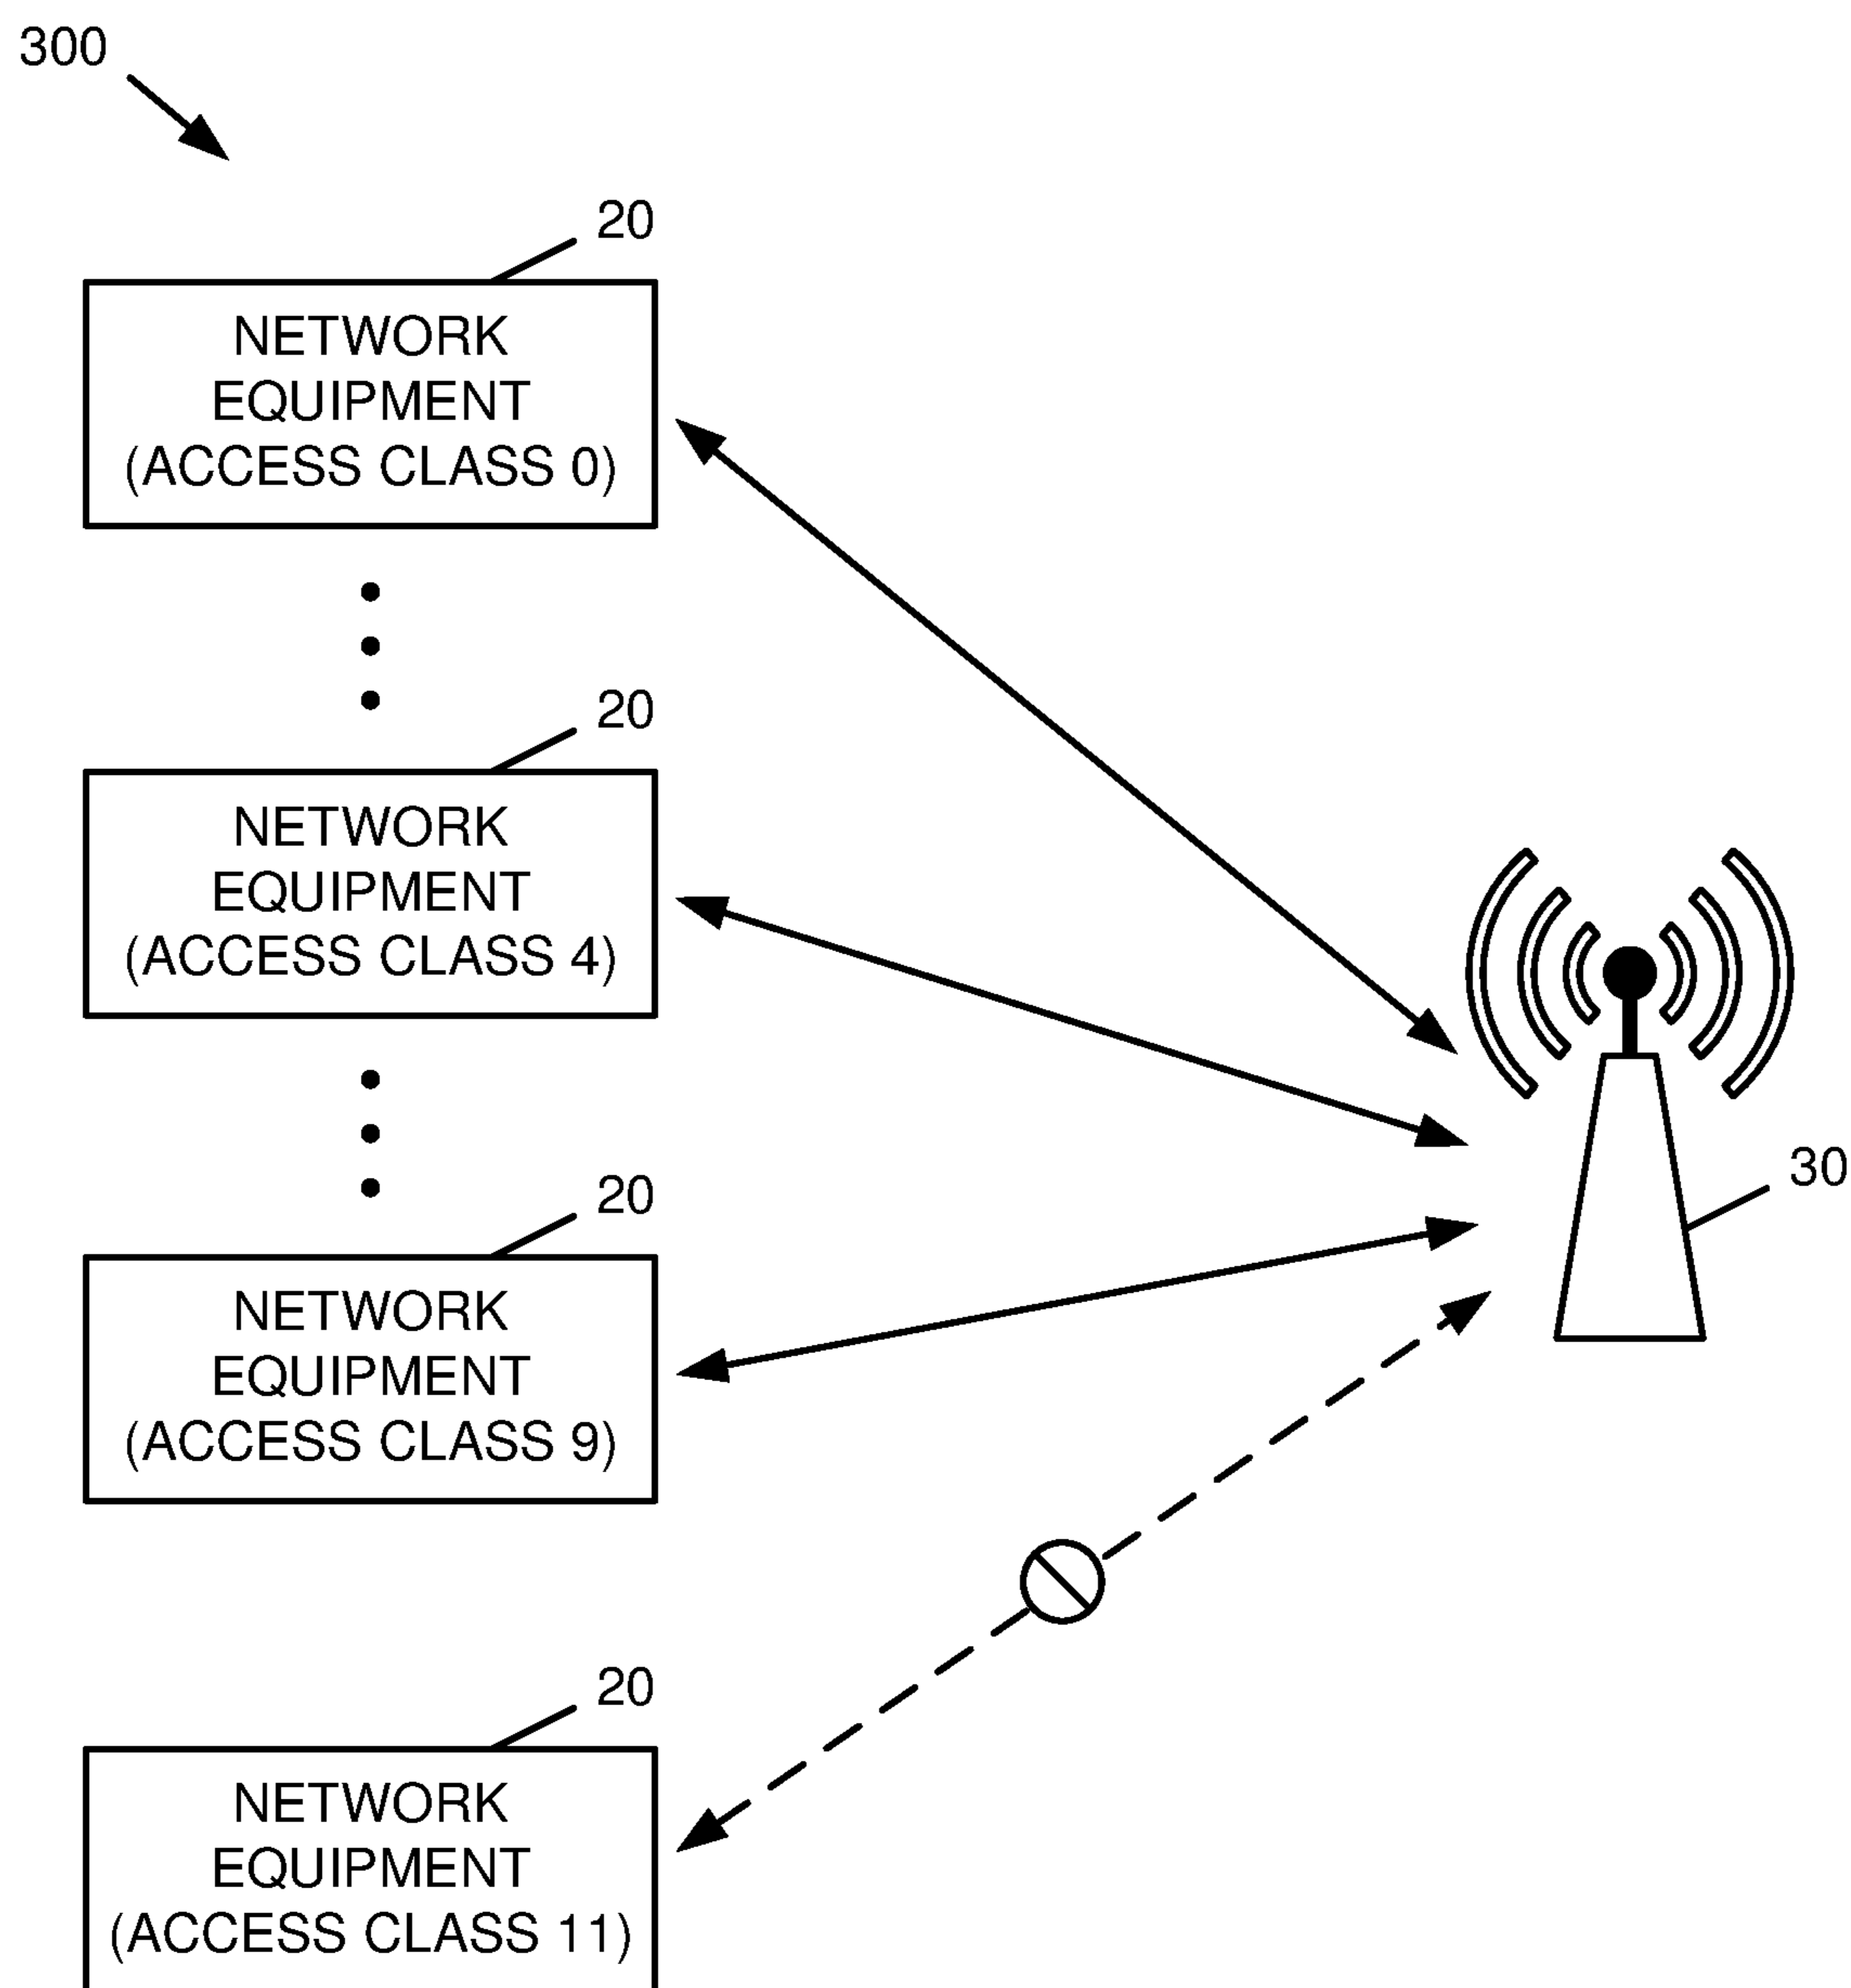 300
20
NETWORK
EQUIPMENT
(ACCESS CLASS 0)
20
NETWORK
EQUIPMENT
(ACCESS CLASS 4)
30
20
NETWORK
EQUIPMENT
(ACCESS CLASS 9)
20
NETWORK
EQUIPMENT
(ACCESS CLASS 11)